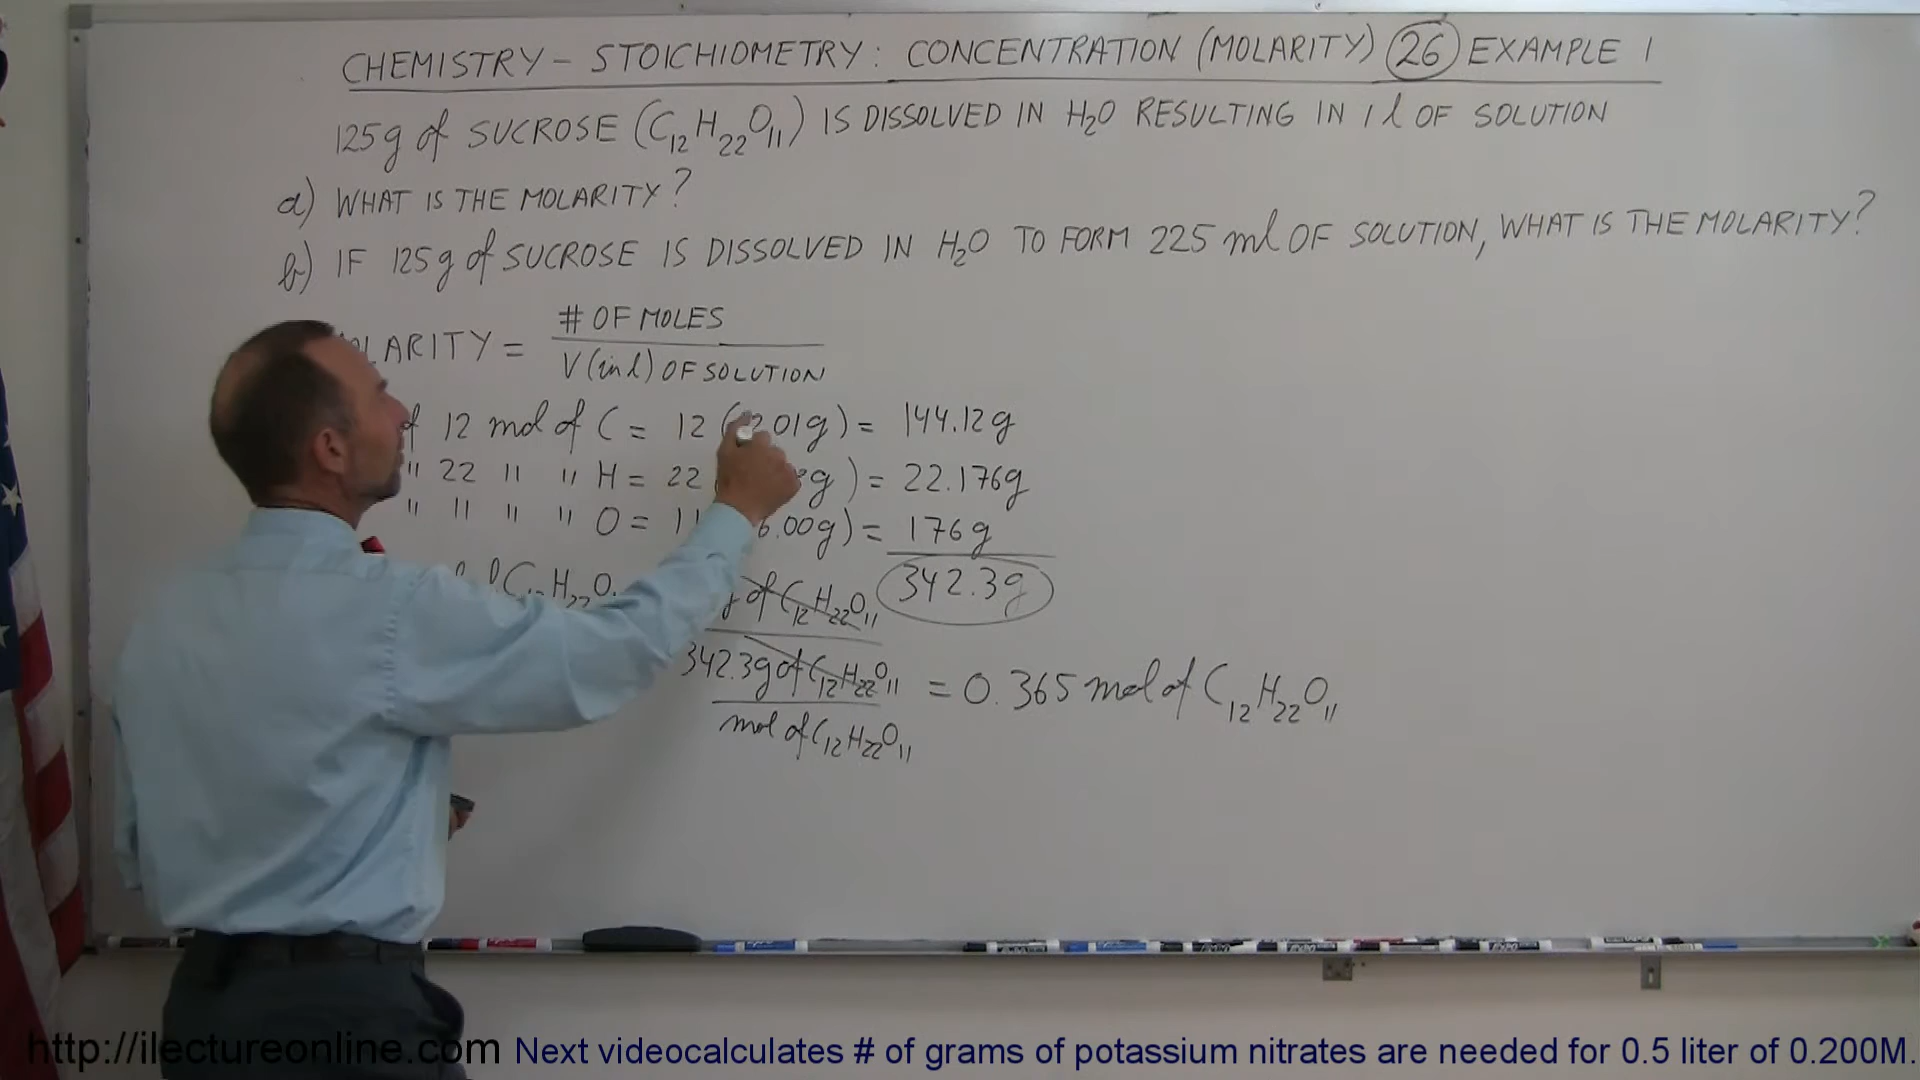 CHEMISTRY - STOICHIOMETRY: CONCENTRATION (MOLARITY) 26 EXAMPLE 1
125g of SUCROSE (C12H22O11) IS DISSOLVED IN H2O RESULTING IN 1 l OF SOLUTION
a) WHAT IS THE MOLARITY?
b) IF 125g of SUCROSE IS DISSOLVED IN H2O TO FORM 225 ml OF SOLUTION, WHAT IS THE MOLARITY?
# OF MOLES
LARITY =
V (in l) OF SOLUTION
12 mol of C = 12 ( 01g) = 144.12g
" 22 " " H = 22 ( g) = 22.176g
" 11 " " O = 11 6.00g) = 176g
342.3g
C12H22O
g of C12H22O11
342.3g of C12H22O11 = 0.365 mol of C12H22O11
mol of C12H22O11
http://ilectureonline.com Next videocalculates # of grams of potassium nitrates are needed for 0.5 liter of 0.200M.